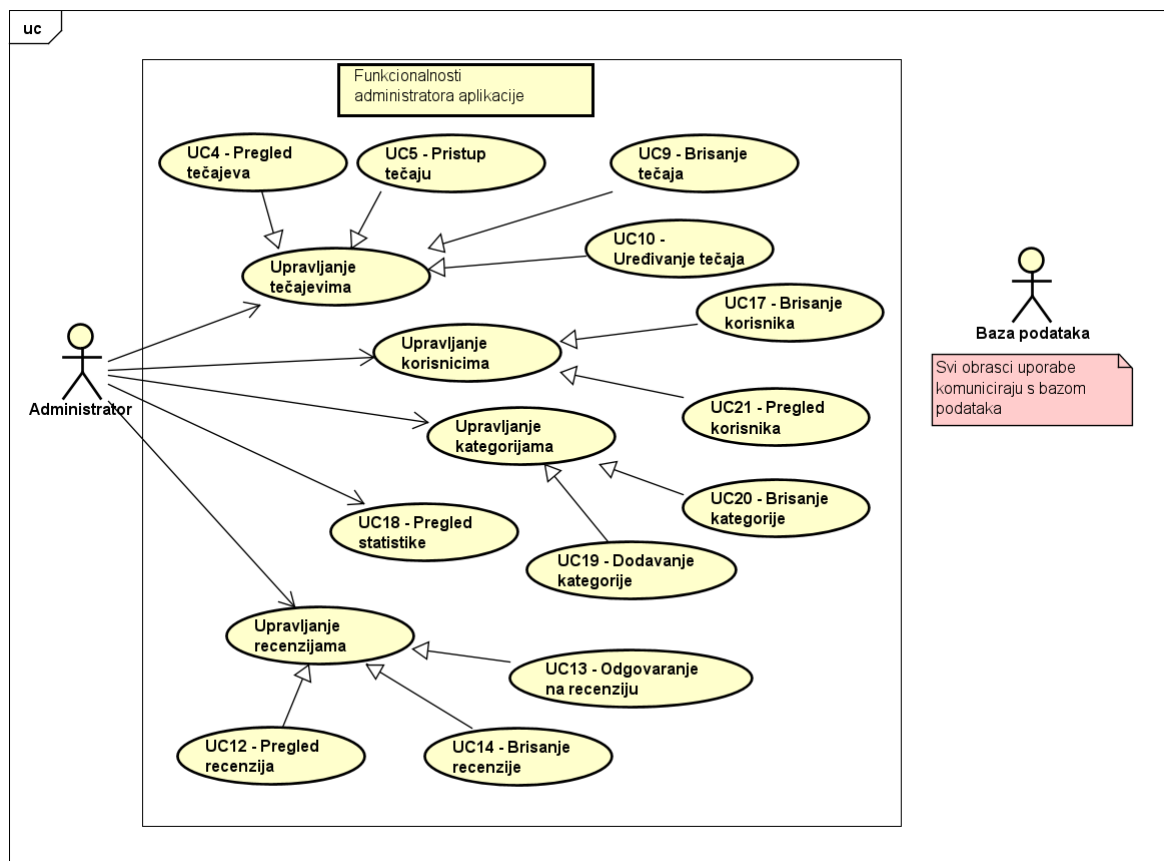 uc
Funkcionalnosti
administratora aplikacije
UC4 - Pregled
tečajeva
UC5 - Pristup
tečaju
UC9 - Brisanje
tečaja
UC10 -
Uređivanje tečaja
Upravljanje
tečajevima
UC17 - Brisanje
korisnika
Upravljanje
korisnicima
UC21 - Pregled
korisnika
Upravljanje
kategorijama
UC20 - Brisanje
kategorije
UC18 - Pregled
statistike
UC19 - Dodavanje
kategorije
Upravljanje
recenzijama
UC13 - Odgovaranje
na recenziju
UC12 - Pregled
recenzija
UC14 - Brisanje
recenzije
Administrator
Baza podataka
Svi obrasci uporabe
komuniciraju s bazom
podataka